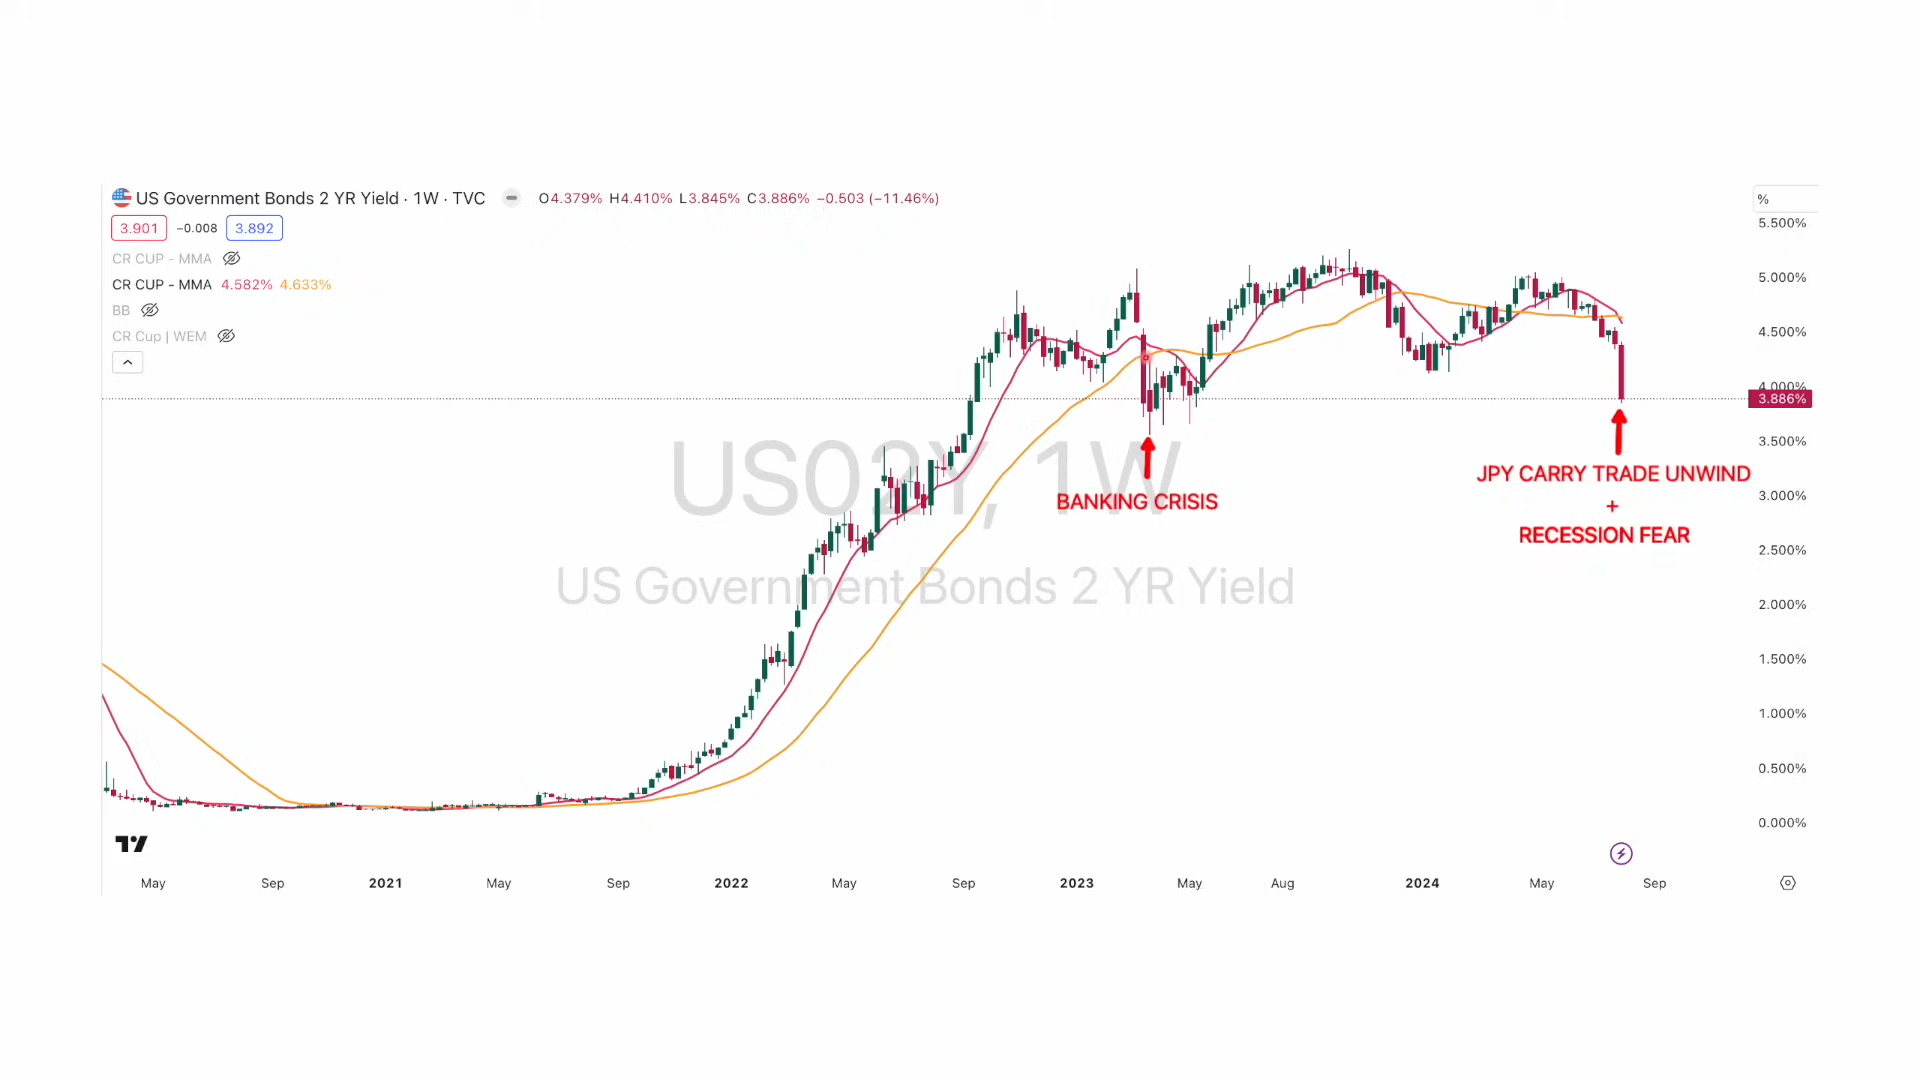 US Government Bonds 2 YR Yield · 1W · TVC O4.379% H4.410% L3.845% C3.886% −0.503 (−11.46%)
%
3.901 −0.008 3.892
CR CUP - MMA
CR CUP - MMA 4.582% 4.633%
BB
CR Cup | WEM
5.500%
5.000%
4.500%
4.000%
3.886%
3.500%
3.000%
2.500%
2.000%
1.500%
1.000%
0.500%
0.000%
US02Y, 1W
US Government Bonds 2 YR Yield
BANKING CRISIS
JPY CARRY TRADE UNWIND
+
RECESSION FEAR
May Sep 2021 May Sep 2022 May Sep 2023 May Aug 2024 May Sep